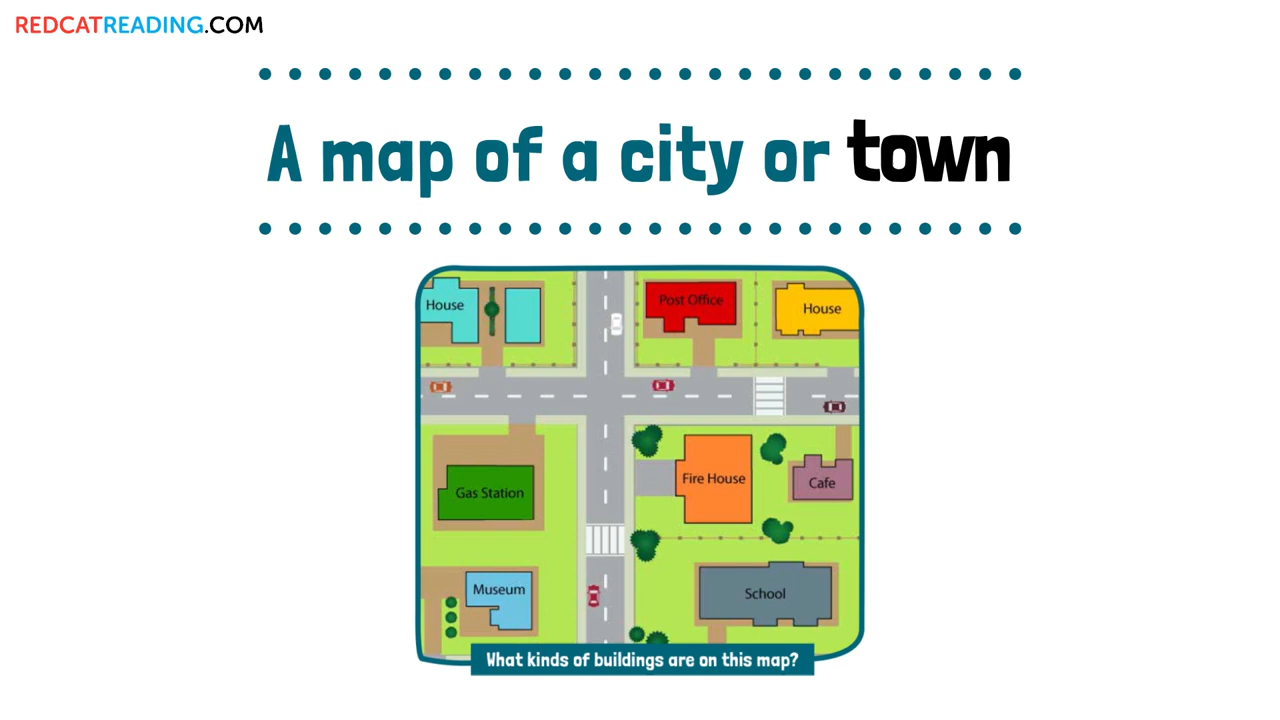 REDCATREADING.COM
A map of a city or town
House
Post Office
House
Gas Station
Fire House
Cafe
Museum
School
What kinds of buildings are on this map?